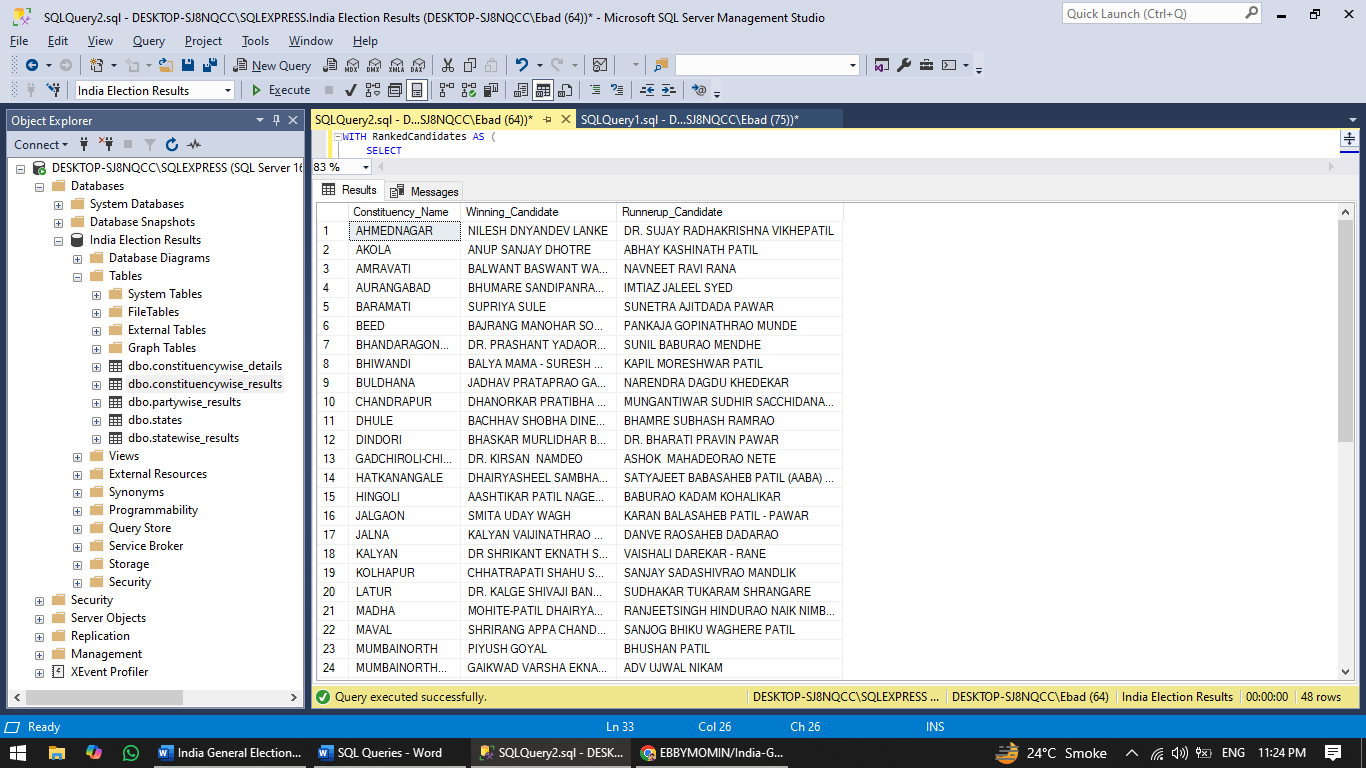 SQLQuery2.sql - DESKTOP-SJ8NQCC\SQLEXPRESS.India Election Results (DESKTOP-SJ8NQCC\Ebad (64))* - Microsoft SQL Server Management Studio
Quick Launch (Ctrl+Q)
File Edit View Query Project Tools Window Help
New Query MDX DMX XMLA DAX
India Election Results Execute
Object Explorer
Connect
DESKTOP-SJ8NQCC\SQLEXPRESS (SQL Server 16
Databases
System Databases
Database Snapshots
India Election Results
Database Diagrams
Tables
System Tables
FileTables
External Tables
Graph Tables
dbo.constituencywise_details
dbo.constituencywise_results
dbo.partywise_results
dbo.states
dbo.statewise_results
Views
External Resources
Synonyms
Programmability
Query Store
Service Broker
Storage
Security
Security
Server Objects
Replication
Management
XEvent Profiler
SQLQuery2.sql - D...SJ8NQCC\Ebad (64))* SQLQuery1.sql - D...SJ8NQCC\Ebad (75))*
WITH RankedCandidates AS (
SELECT
83 %
Results Messages
Constituency_Name Winning_Candidate Runnerup_Candidate
1 AHMEDNAGAR NILESH DNYANDEV LANKE DR. SUJAY RADHAKRISHNA VIKHEPATIL
2 AKOLA ANUP SANJAY DHOTRE ABHAY KASHINATH PATIL
3 AMRAVATI BALWANT BASWANT WA... NAVNEET RAVI RANA
4 AURANGABAD BHUMARE SANDIPANRA... IMTIAZ JALEEL SYED
5 BARAMATI SUPRIYA SULE SUNETRA AJITDADA PAWAR
6 BEED BAJRANG MANOHAR SO... PANKAJA GOPINATHRAO MUNDE
7 BHANDARAGON... DR. PRASHANT YADAOR... SUNIL BABURAO MENDHE
8 BHIWANDI BALYA MAMA - SURESH ... KAPIL MORESHWAR PATIL
9 BULDHANA JADHAV PRATAPRAO GA... NARENDRA DAGDU KHEDEKAR
10 CHANDRAPUR DHANORKAR PRATIBHA ... MUNGANTIWAR SUDHIR SACCHIDANA...
11 DHULE BACHHAV SHOBHA DINE... BHAMRE SUBHASH RAMRAO
12 DINDORI BHASKAR MURLIDHAR B... DR. BHARATI PRAVIN PAWAR
13 GADCHIROLI-CHI... DR. KIRSAN NAMDEO ASHOK MAHADEORAO NETE
14 HATKANANGALE DHAIRYASHEEL SAMBHA... SATYAJEET BABASAHEB PATIL (AABA) ...
15 HINGOLI AASHTIKAR PATIL NAGE... BABURAO KADAM KOHALIKAR
16 JALGAON SMITA UDAY WAGH KARAN BALASAHEB PATIL - PAWAR
17 JALNA KALYAN VAIJINATHRAO ... DANVE RAOSAHEB DADARAO
18 KALYAN DR SHRIKANT EKNATH S... VAISHALI DAREKAR - RANE
19 KOLHAPUR CHHATRAPATI SHAHU S... SANJAY SADASHIVRAO MANDLIK
20 LATUR DR. KALGE SHIVAJI BAN... SUDHAKAR TUKARAM SHRANGARE
21 MADHA MOHITE-PATIL DHAIRYA... RANJEETSINGH HINDURAO NAIK NIMB...
22 MAVAL SHRIRANG APPA CHAND... SANJOG BHIKU WAGHERE PATIL
23 MUMBAINORTH PIYUSH GOYAL BHUSHAN PATIL
24 MUMBAINORTH... GAIKWAD VARSHA EKNA... ADV UJWAL NIKAM
Query executed successfully. DESKTOP-SJ8NQCC\SQLEXPRESS ... DESKTOP-SJ8NQCC\Ebad (64) India Election Results 00:00:00 48 rows
Ready Ln 33 Col 26 Ch 26 INS
India General Election... SQL Queries - Word SQLQuery2.sql - DESK... EBBYMOMIN/India-G... 24°C Smoke ENG 11:24 PM